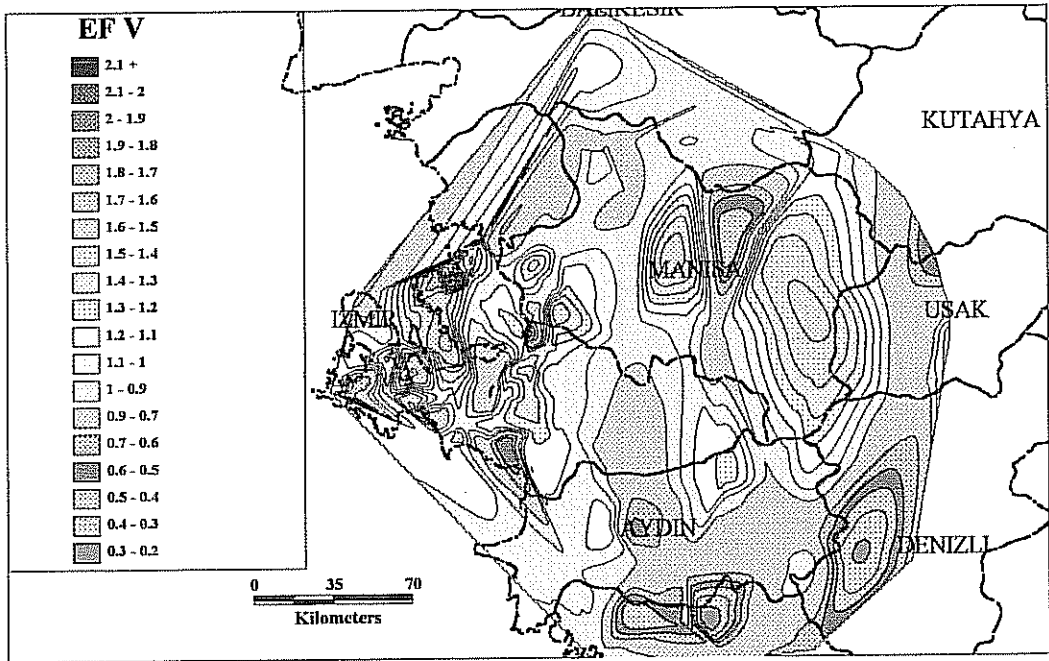 BALIKESIR
EF V
2.1 +
2.1 - 2
2 - 1.9
1.9 - 1.8
1.8 - 1.7
1.7 - 1.6
1.6 - 1.5
1.5 - 1.4
1.4 - 1.3
1.3 - 1.2
1.2 - 1.1
1.1 - 1
1 - 0.9
0.9 - 0.7
0.7 - 0.6
0.6 - 0.5
0.5 - 0.4
0.4 - 0.3
0.3 - 0.2
KUTAHYA
MANISA
IZMIR
USAK
AYDIN
DENIZLI
0 35 70
Kilometers